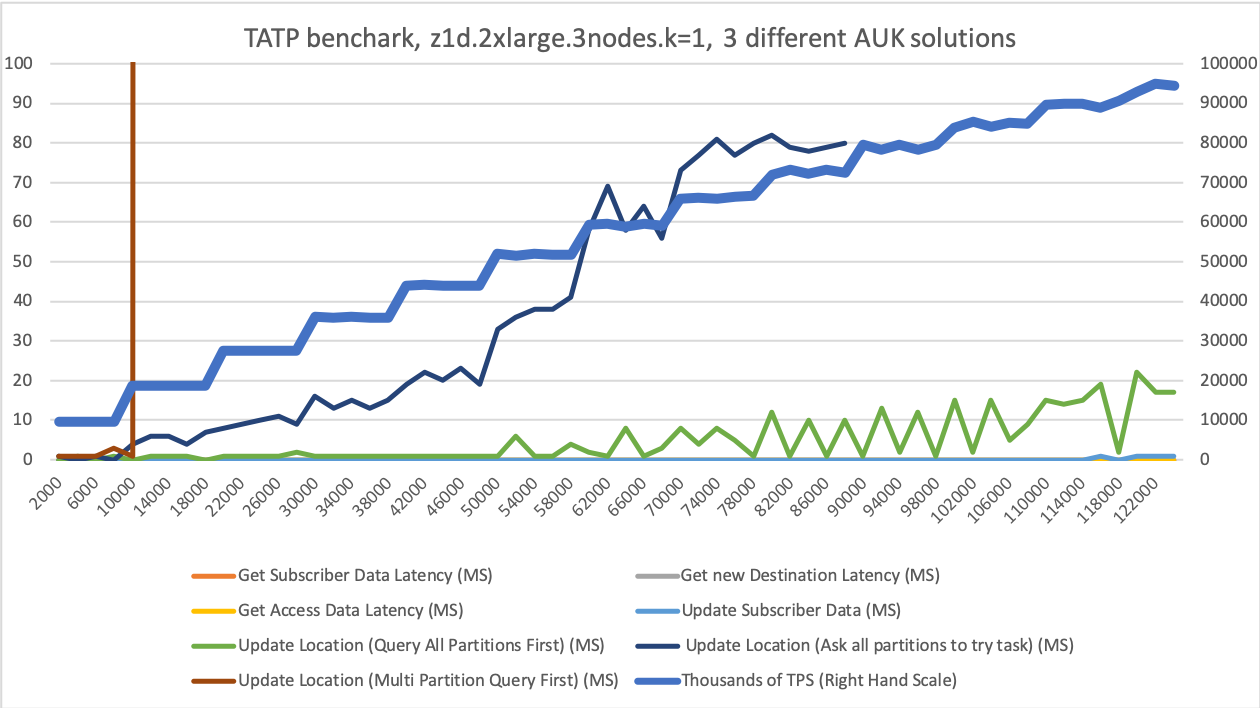 TATP benchark, z1d.2xlarge.3nodes.k=1, 3 different AUK solutions
100 100000
90 90000
80 80000
70 70000
60 60000
50 50000
40 40000
30 30000
20 20000
10 10000
0 0
2000 6000 10000 14000 18000 22000 26000 30000 34000 38000 42000 46000 50000 54000 58000 62000 66000 70000 74000 78000 82000 86000 90000 94000 98000 102000 106000 110000 114000 118000 122000
Get Subscriber Data Latency (MS) Get new Destination Latency (MS)
Get Access Data Latency (MS) Update Subscriber Data (MS)
Update Location (Query All Partitions First) (MS) Update Location (Ask all partitions to try task) (MS)
Update Location (Multi Partition Query First) (MS) Thousands of TPS (Right Hand Scale)